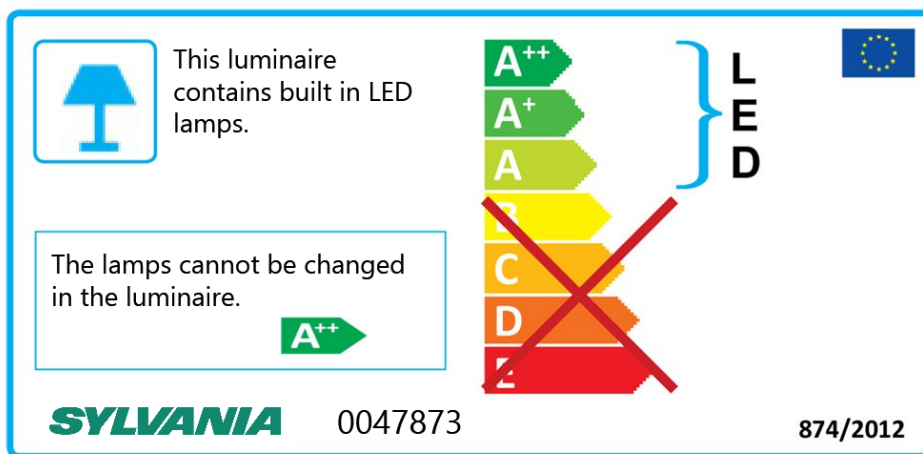 This luminaire
contains built in LED
lamps.
The lamps cannot be changed
in the luminaire.
A++
A++
A+
A
B
C
D
E
L
E
D
SYLVANIA 0047873
874/2012